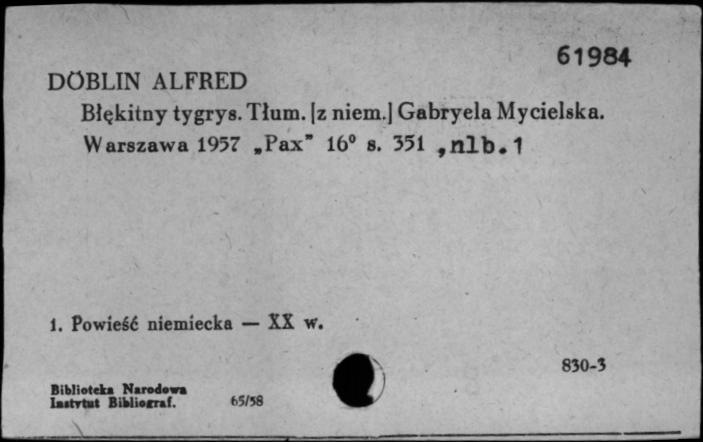 61984
DÖBLIN ALFRED
Błękitny tygrys. Tłum. [z niem.] Gabryela Mycielska.
Warszawa 1957 „Pax” 16⁰ s. 351 ,nlb.1
1. Powieść niemiecka — XX w.
830-3
Biblioteka Narodowa
Instytut Bibliograf. 65/58